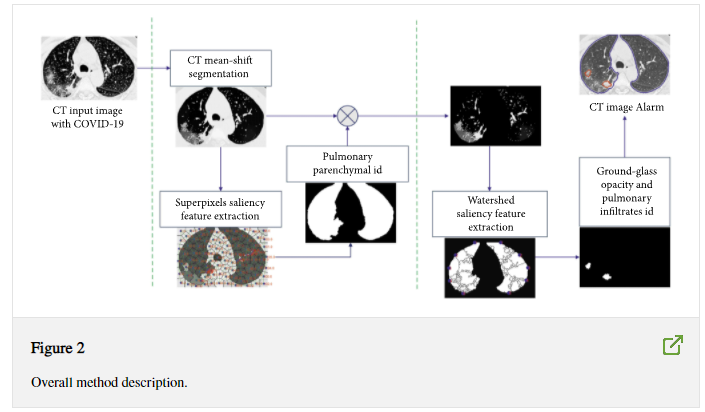 CT input image
with COVID-19
CT mean-shift
segmentation
Superpixels saliency
feature extraction
Pulmonary
parenchymal id
Watershed
saliency feature
extraction
CT image Alarm
Ground-glass
opacity and
pulmonary
infiltrates id
Figure 2
Overall method description.